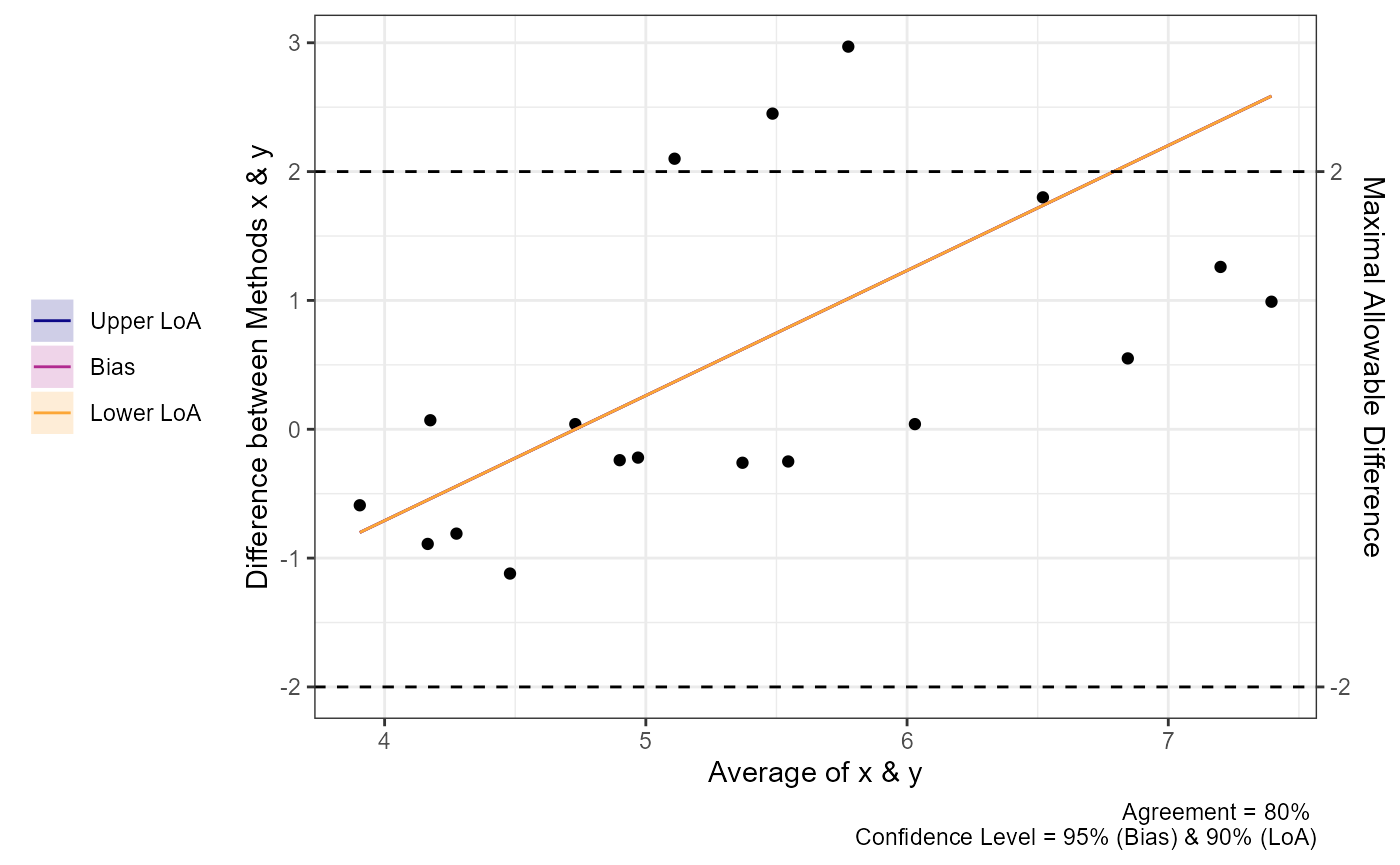 Upper LoA
Bias
Lower LoA
Difference between Methods x & y
3
2
1
0
-1
-2
4
5
6
7
Average of x & y
2
-2
Maximal Allowable Difference
Agreement = 80%
Confidence Level = 95% (Bias) & 90% (LoA)